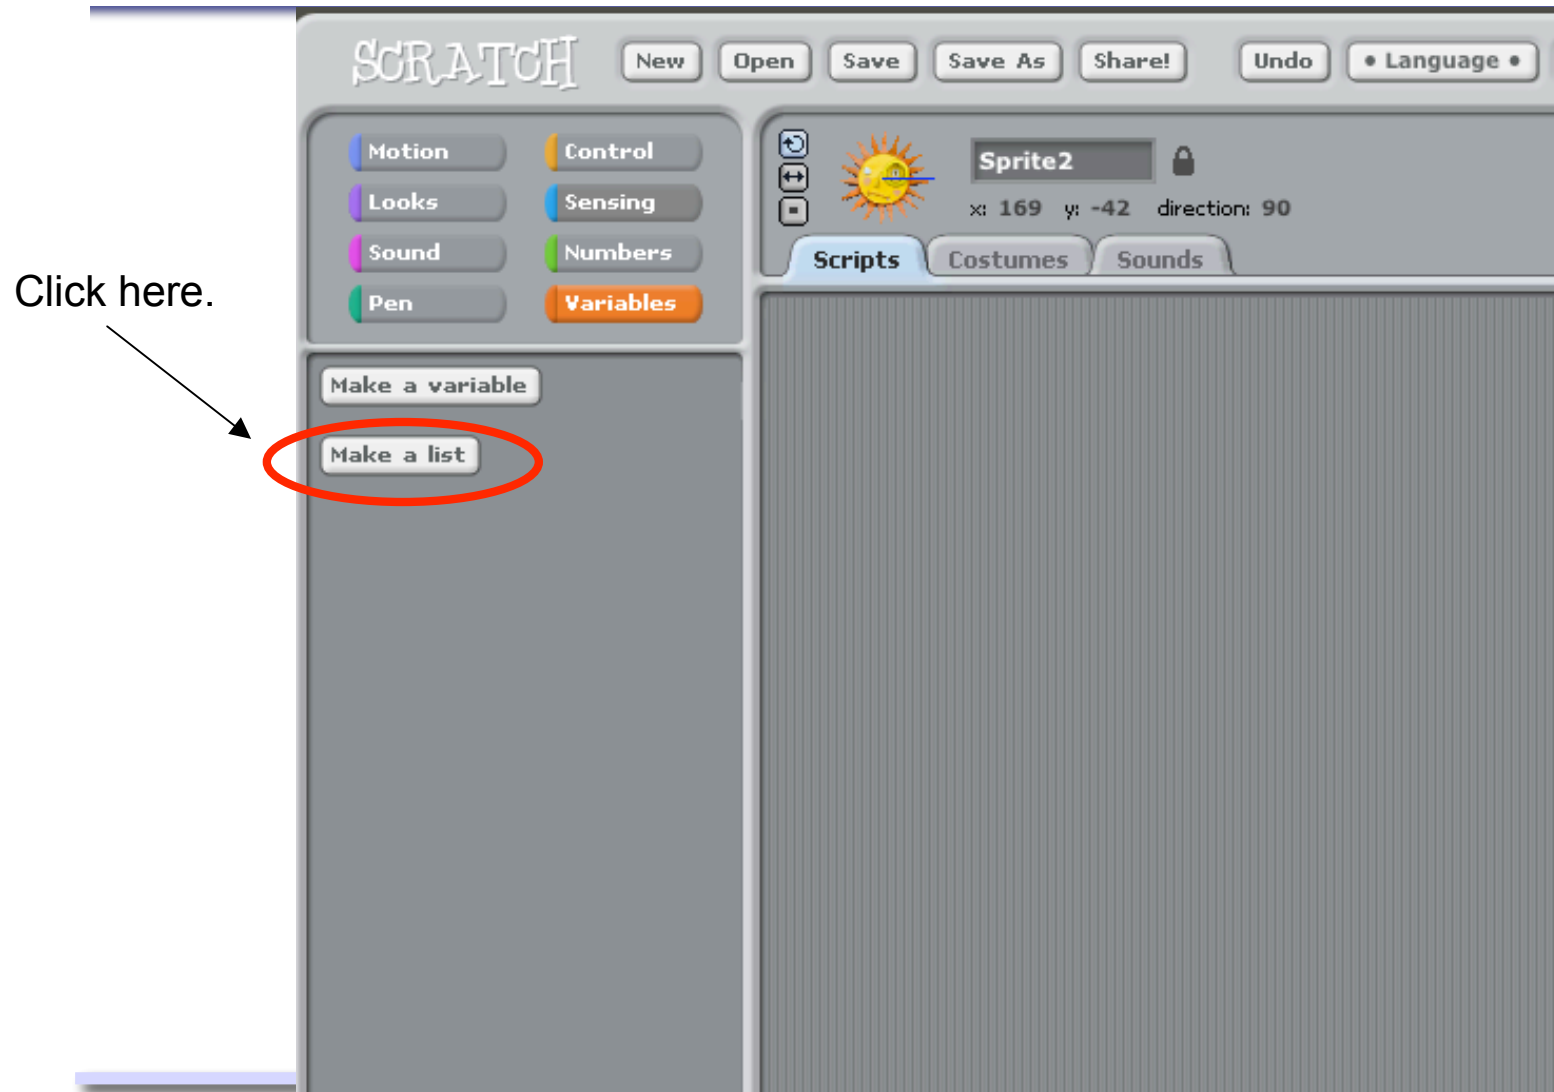 SCRATCH New Open Save Save As Share! Undo • Language •
Motion Control
Looks Sensing
Sound Numbers
Pen Variables
Sprite2
x: 169 y: -42 direction: 90
Scripts Costumes Sounds
Click here.
Make a variable
Make a list